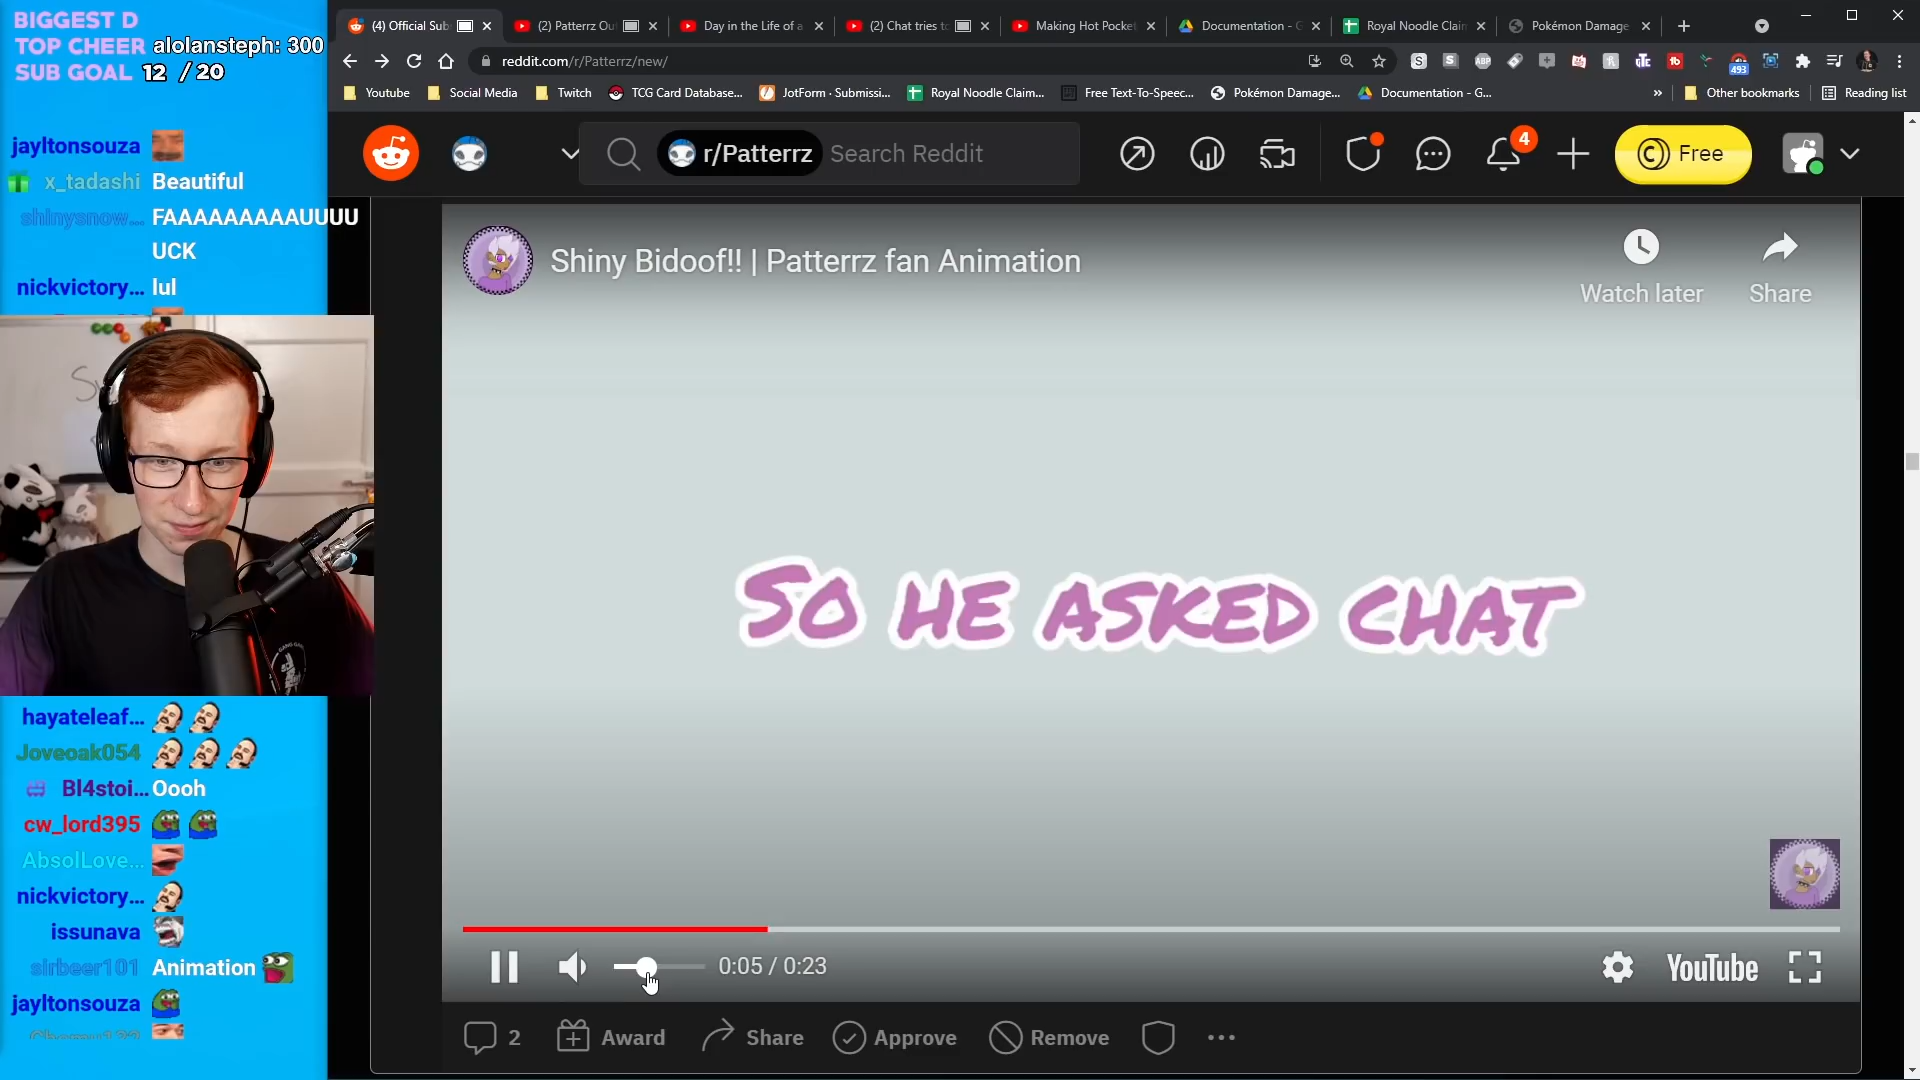 BIGGEST D
TOP CHEER alolansteph: 300
SUB GOAL 12 / 20
jayltonsouza
x_tadashi Beautiful
shinysnow... FAAAAAAAAAUUUU
UCK
nickvictory... lul
hayateleaf...
Joveoak054
Bl4stoi... Oooh
cw_lord395
AbsolLove...
nickvictory...
issunava
sirbeer101 Animation
jayltonsouza
(4) Official Sub
(2) Patterrz Ou
Day in the Life of a
(2) Chat tries to
Making Hot Pocket
Documentation - G
Royal Noodle Claim
Pokémon Damage
reddit.com/r/Patterrz/new/
493
Youtube
Social Media
Twitch
TCG Card Database...
JotForm · Submissi...
Royal Noodle Claim...
Free Text-To-Speec...
Pokémon Damage...
Documentation - G...
»
Other bookmarks
Reading list
r/Patterrz Search Reddit
4
Free
Shiny Bidoof!! | Patterrz fan Animation
Watch later
Share
So he asked chat
0:05 / 0:23
YouTube
2
Award
Share
Approve
Remove